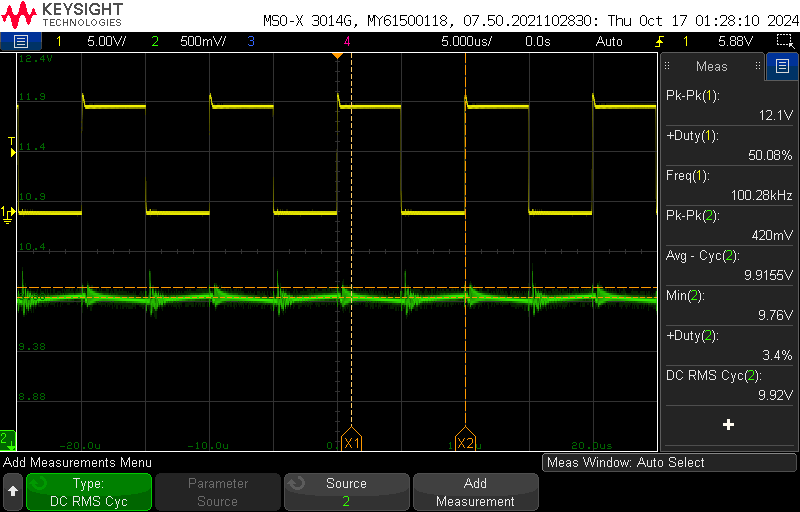 KEYSIGHT
TECHNOLOGIES
MSO-X 3014G, MY61500118, 07.50.2021102830: Thu Oct 17 01:28:10 2024
1 5.00V/ 2 500mV/ 3 4 5.000us/ 0.0s Auto 1 5.88V
12.4V
11.9
11.4
10.9
10.4
9.38
8.88
T
1
2
-20.0u
-10.0u
20.0us
X1
X2
Meas
Pk-Pk(1):
12.1V
+Duty(1):
50.08%
Freq(1):
100.28kHz
Pk-Pk(2):
420mV
Avg - Cyc(2):
9.9155V
Min(2):
9.76V
+Duty(2):
3.4%
DC RMS Cyc(2):
9.92V
Add Measurements Menu
Meas Window: Auto Select
Type:
DC RMS Cyc
Parameter
Source
Source
2
Add
Measurement